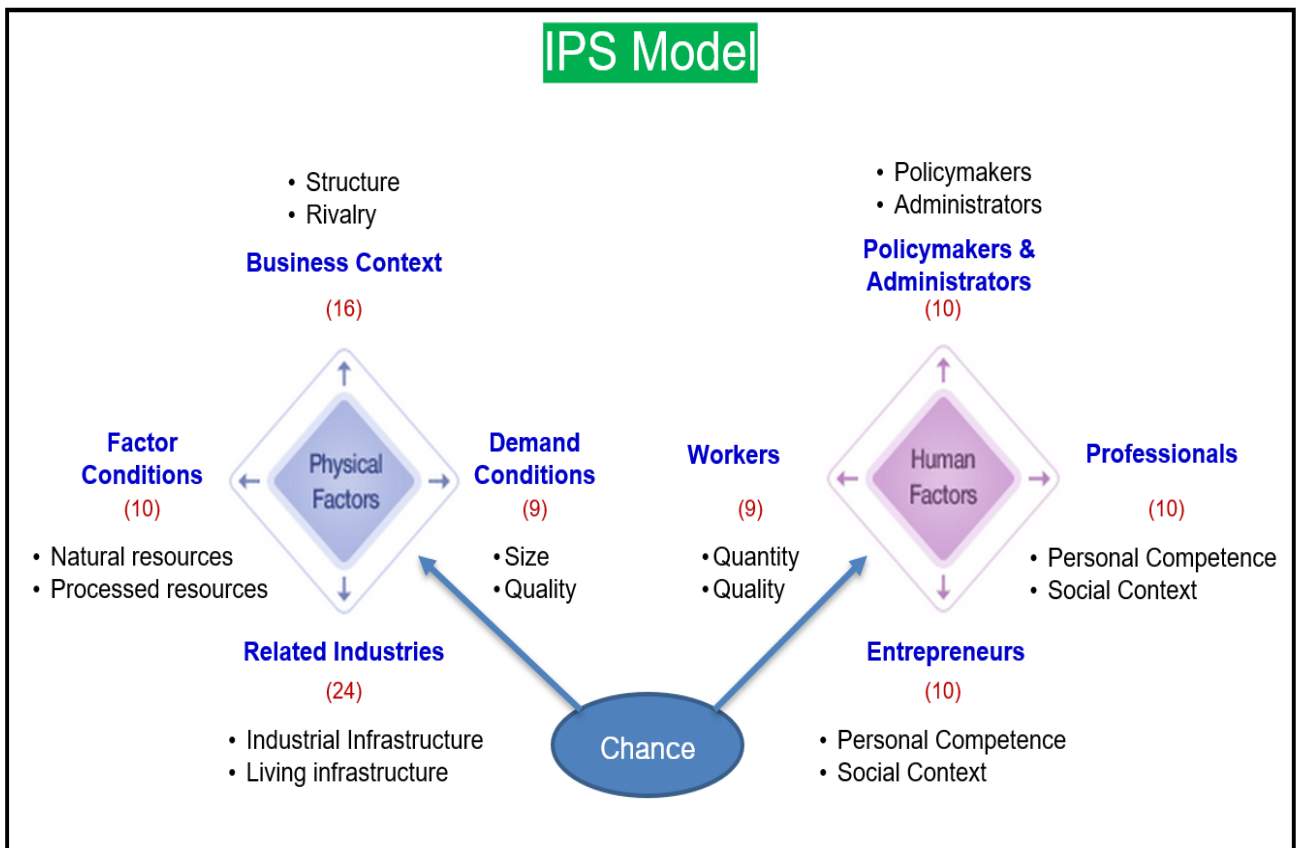 IPS Model
• Structure
• Rivalry
Business Context
(16)
• Policymakers
• Administrators
Policymakers &
Administrators
(10)
Factor
Conditions
(10)
• Natural resources
• Processed resources
Physical
Factors
Demand
Conditions
(9)
• Size
• Quality
Workers
(9)
• Quantity
• Quality
Human
Factors
Professionals
(10)
• Personal Competence
• Social Context
Related Industries
(24)
• Industrial Infrastructure
• Living infrastructure
Chance
Entrepreneurs
(10)
• Personal Competence
• Social Context